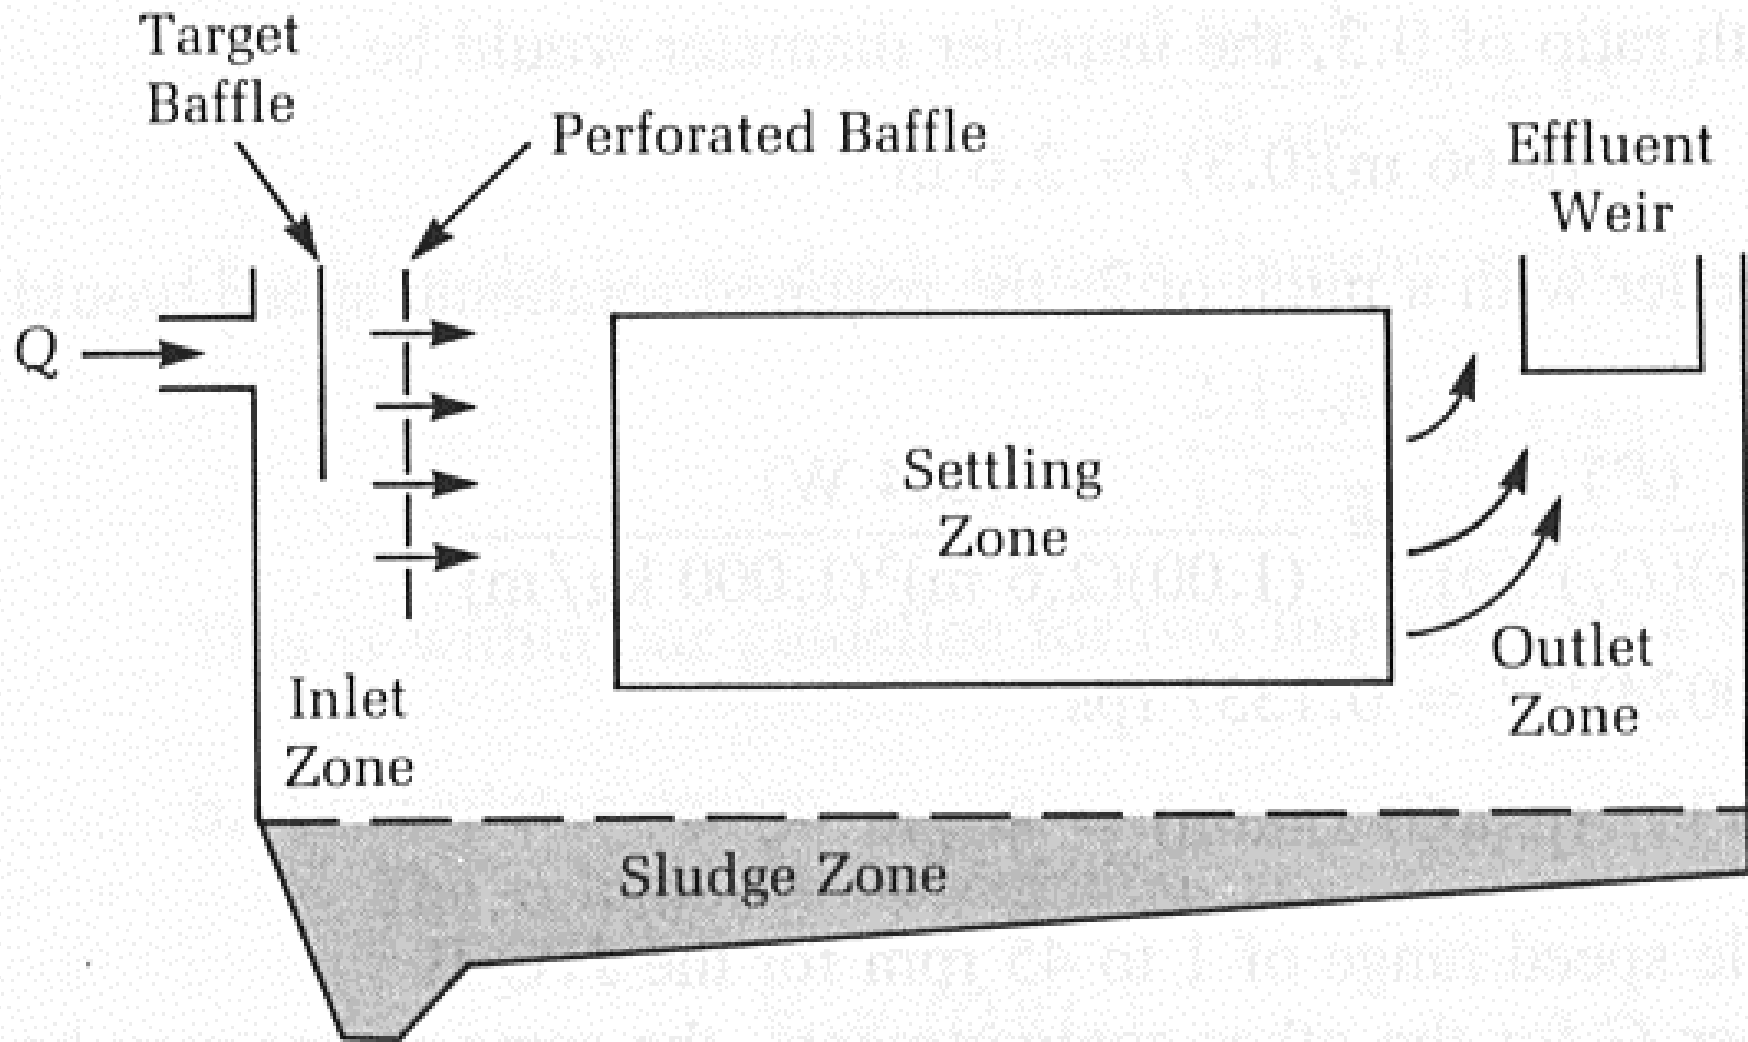 Target
Baffle
Perforated Baffle
Effluent
Weir
Q
Settling
Zone
Inlet
Zone
Outlet
Zone
Sludge Zone